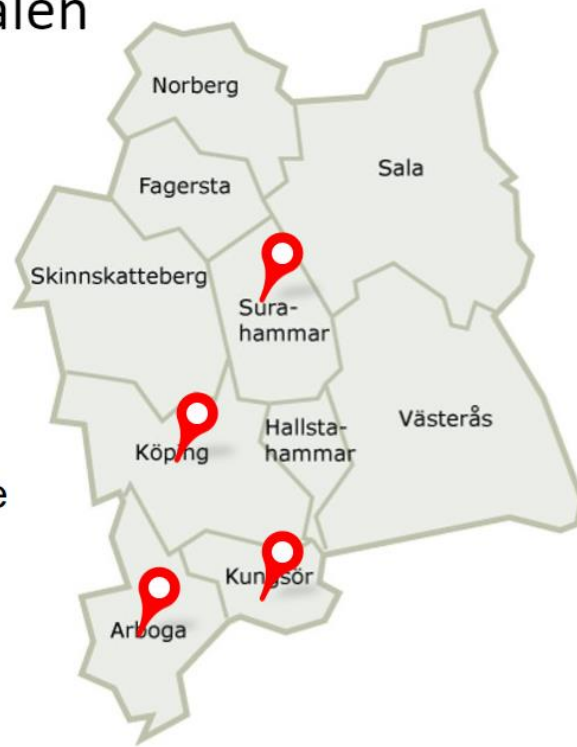 alen
Norberg
Sala
Fagersta
Skinnskatteberg
Sura-
hammar
Västerås
Hallsta-
hammar
Köping
e
Kungsör
Arboga